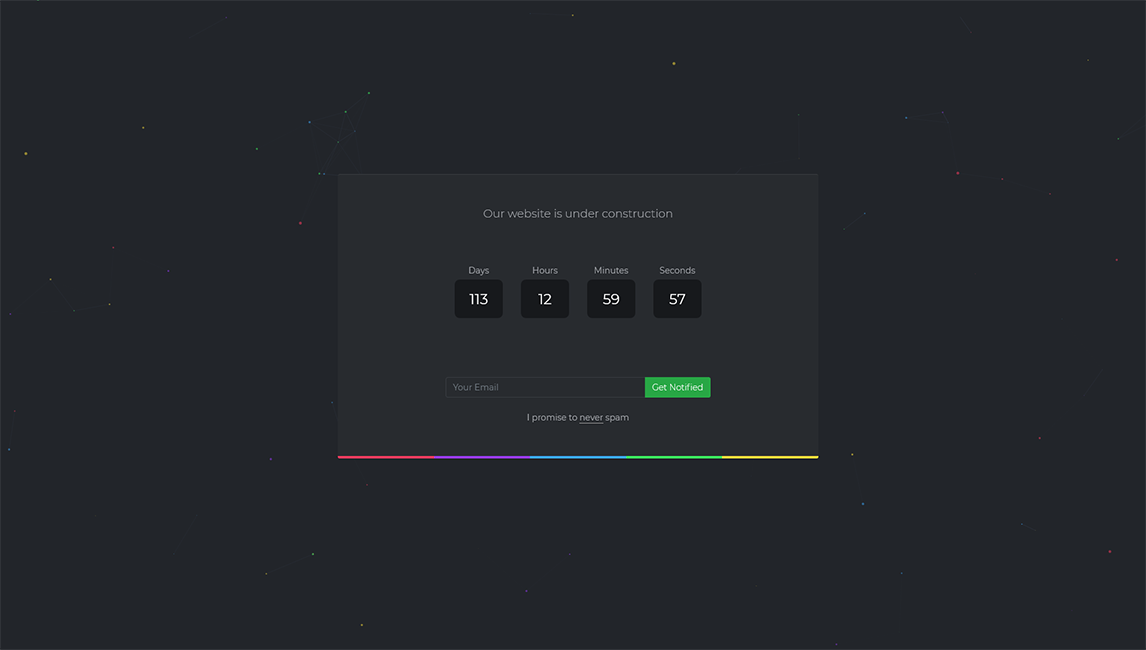 Our website is under construction
Days Hours Minutes Seconds
113 12 59 57
Your Email Get Notified
I promise to never spam